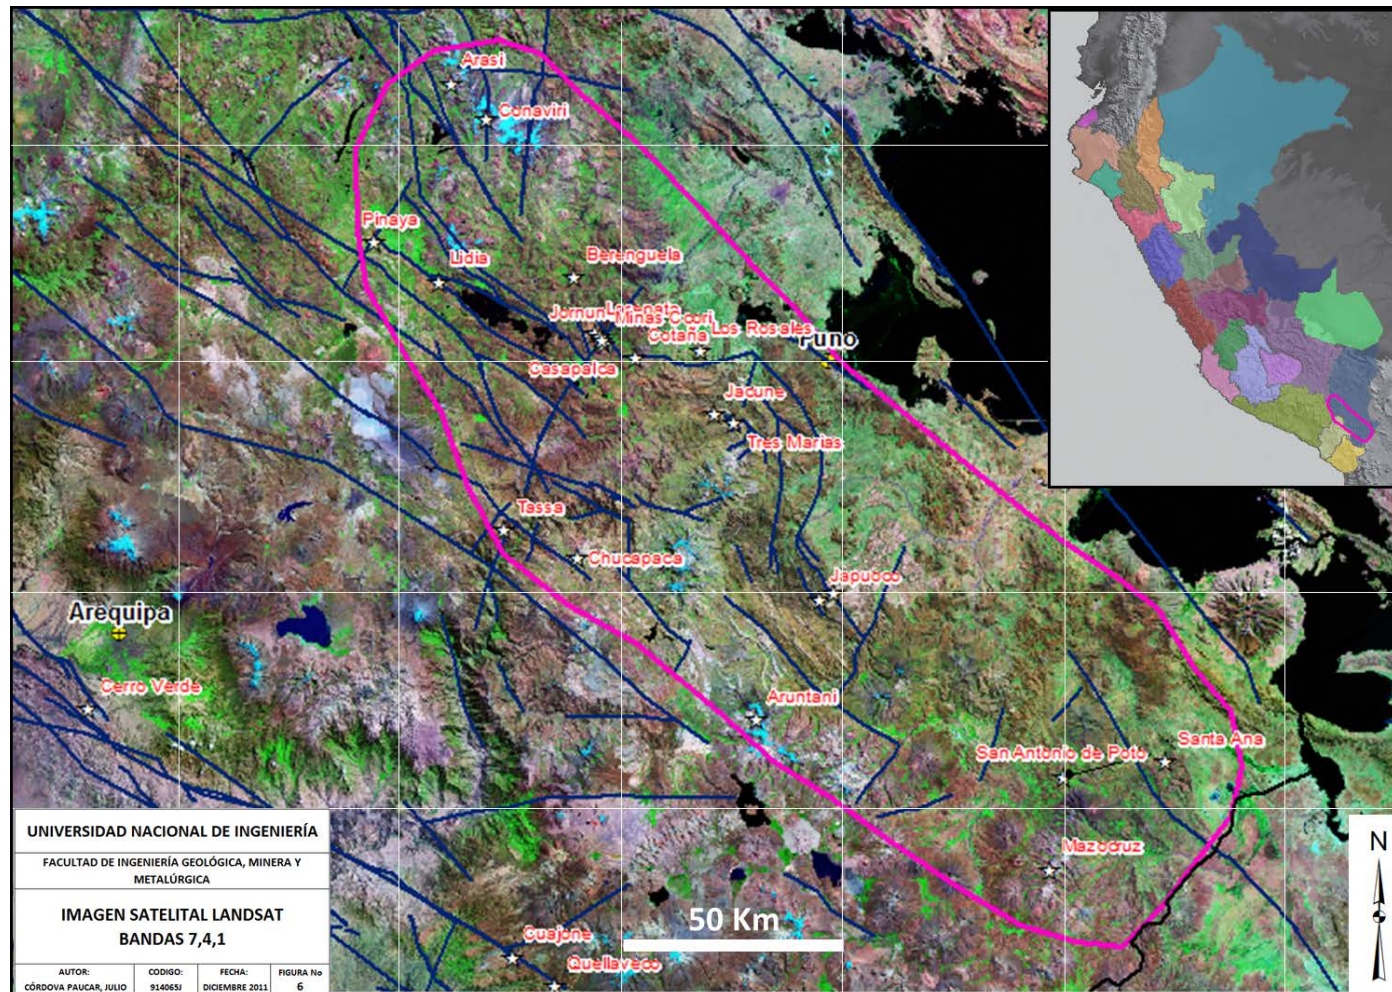 Arasi
Conaviri
Pinaya
Lidia
Berenguela
Los Rosales
Cotaña
Puno
Casapalca
Jacune
Tres Marias
Tassa
Chucapaca
Japuoco
Arequipa
Cerro Verde
Aruntani
San Antonio de Poto
Santa Ana
Mazocruz
50 Km
Cuajone
Quellaveco
N
UNIVERSIDAD NACIONAL DE INGENIERÍA
FACULTAD DE INGENIERÍA GEOLÓGICA, MINERA Y
METALÚRGICA
IMAGEN SATELITAL LANDSAT
BANDAS 7,4,1
AUTOR:
CÓRDOVA PAUCAR, JULIO
CODIGO:
914065J
FECHA:
DICIEMBRE 2011
FIGURA No
6